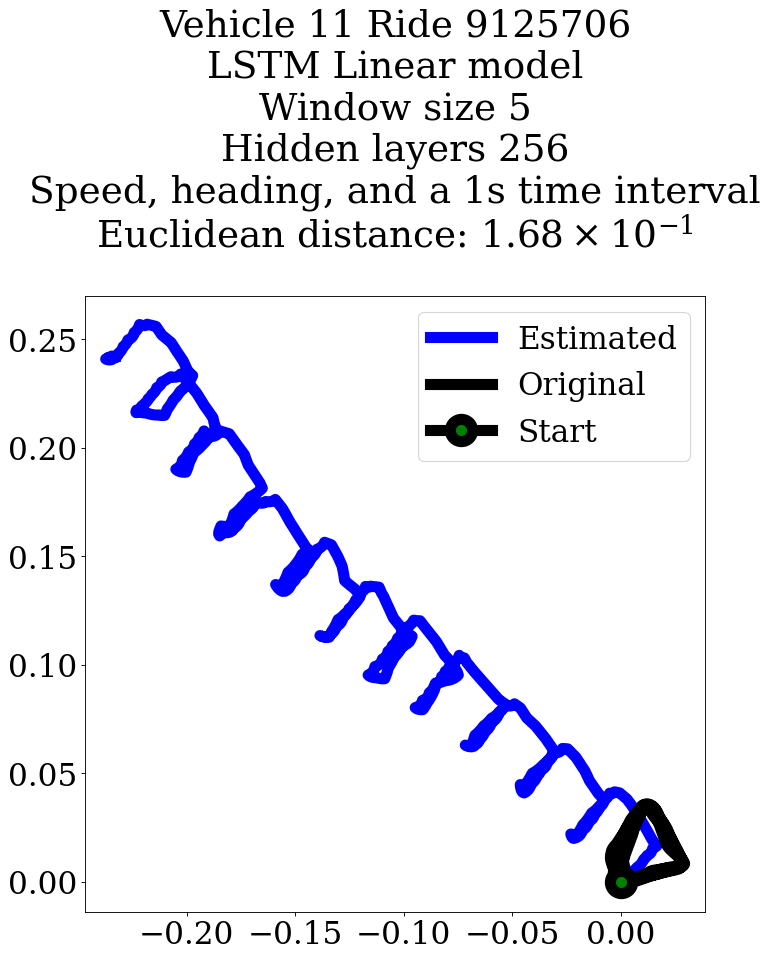 Vehicle 11 Ride 9125706
LSTM Linear model
Window size 5
Hidden layers 256
Speed, heading, and a 1s time interval
Euclidean distance: 1.68 × 10⁻¹
Estimated
Original
Start
0.25
0.20
0.15
0.10
0.05
0.00
−0.20 −0.15 −0.10 −0.05 0.00